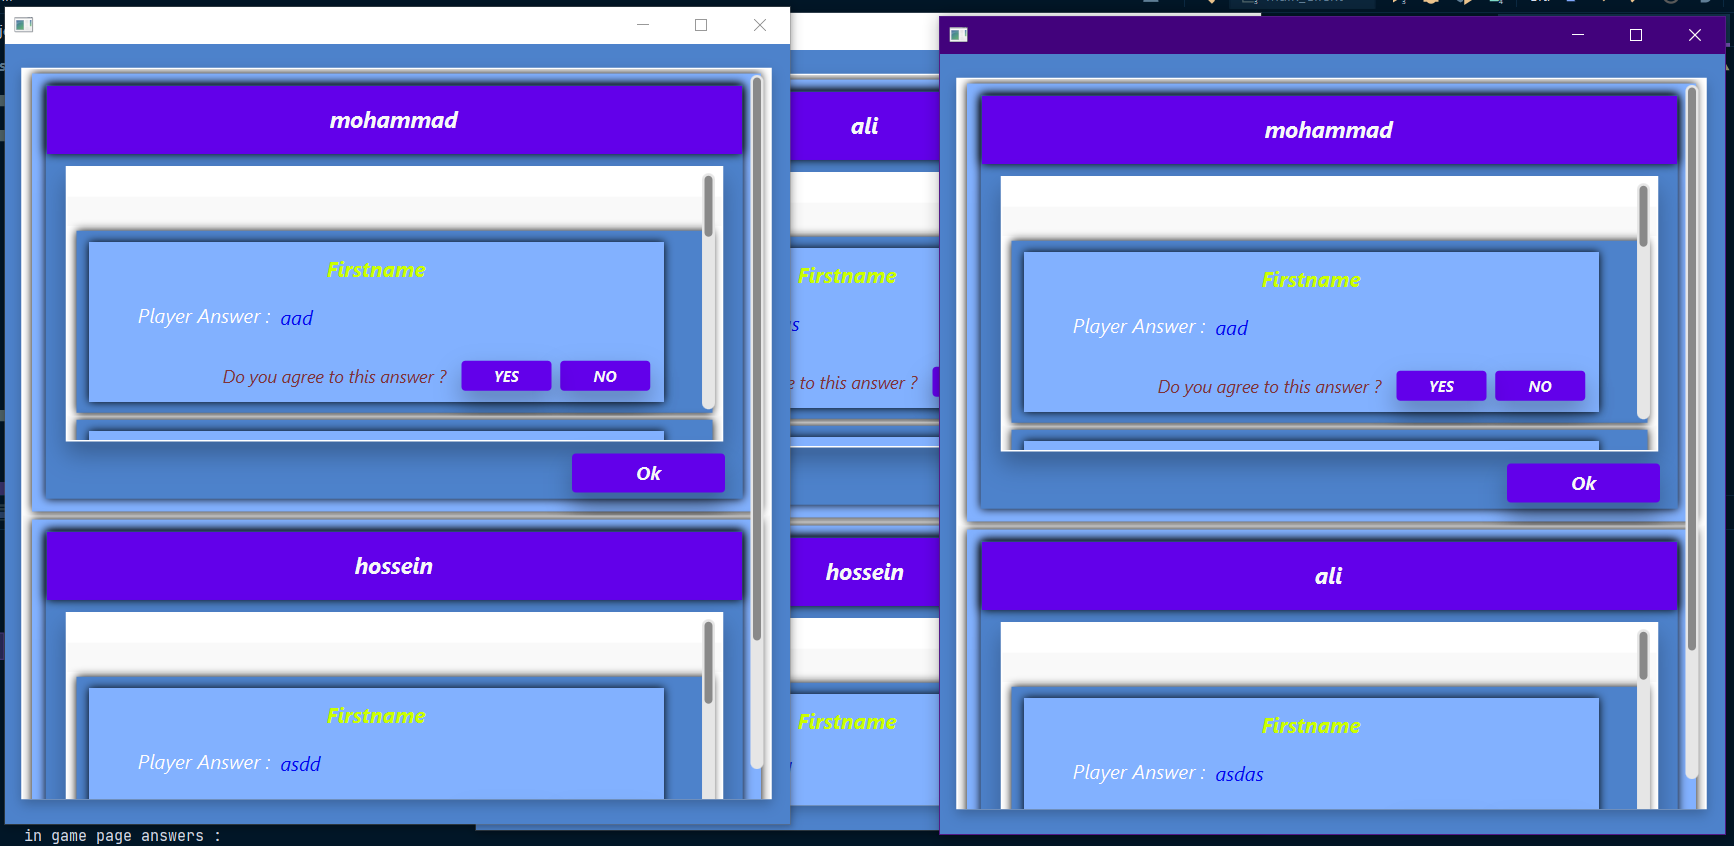 mohammad
Firstname
Player Answer : aad
Do you agree to this answer ? YES NO
Ok
hossein
Firstname
Player Answer : asdd
ali
Firstname
to this answer ?
hossein
Firstname
mohammad
Firstname
Player Answer : aad
Do you agree to this answer ? YES NO
Ok
ali
Firstname
Player Answer : asdas
in game page answers :